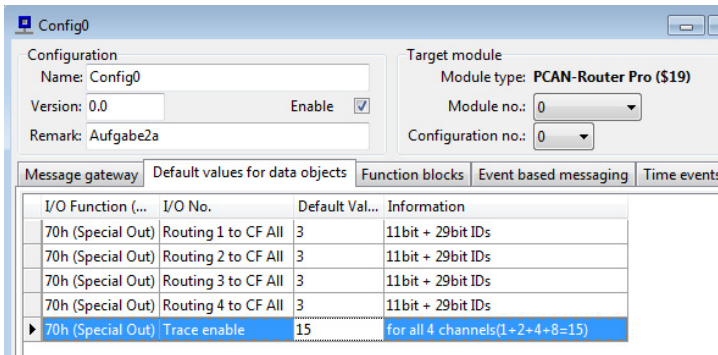 Config0
Configuration
Name: Config0
Version: 0.0 Enable
Remark: Aufgabe2a
Target module
Module type: PCAN-Router Pro ($19)
Module no.: 0
Configuration no.: 0
Message gateway Default values for data objects Function blocks Event based messaging Time events
I/O Function (... I/O No. Default Val... Information
70h (Special Out) Routing 1 to CF All 3 11bit + 29bit IDs
70h (Special Out) Routing 2 to CF All 3 11bit + 29bit IDs
70h (Special Out) Routing 3 to CF All 3 11bit + 29bit IDs
70h (Special Out) Routing 4 to CF All 3 11bit + 29bit IDs
70h (Special Out) Trace enable 15 for all 4 channels(1+2+4+8=15)